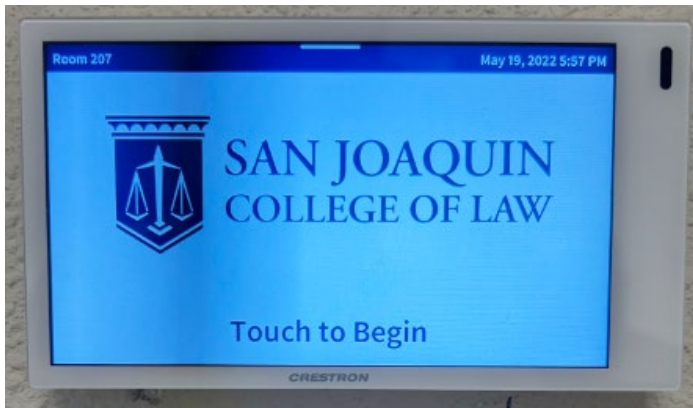 Room 207
May 19, 2022 5:57 PM
SAN JOAQUIN
COLLEGE OF LAW
Touch to Begin
CRESTRON